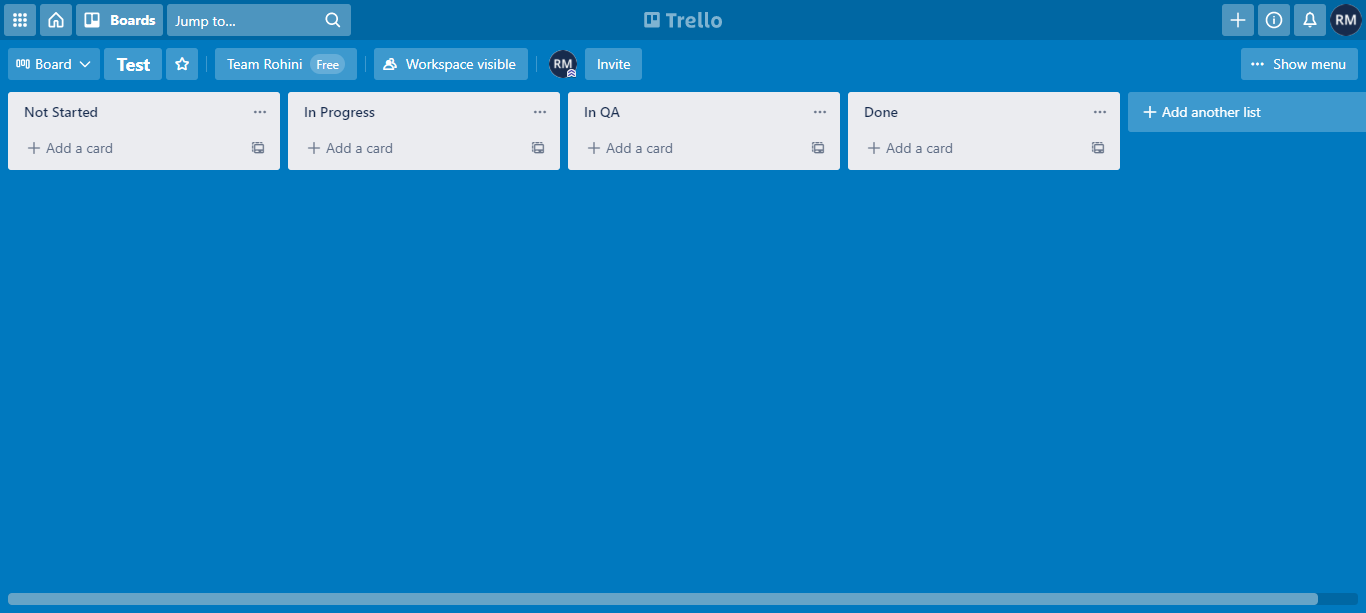 Boards Jump to... Trello RM
Board Test Team Rohini Free Workspace visible RM Invite Show menu
Not Started In Progress In QA Done Add another list
Add a card Add a card Add a card Add a card